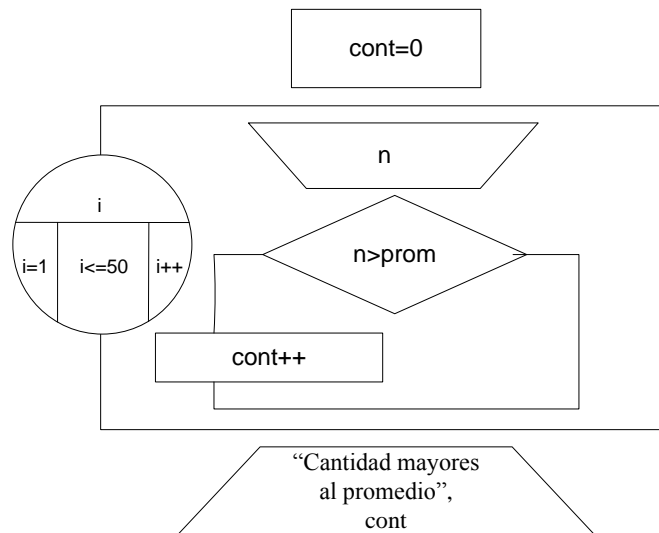 cont=0
n
i
i=1
i<=50
i++
n>prom
cont++
“Cantidad mayores
al promedio”,
cont